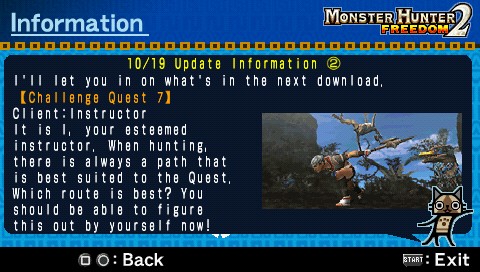 Information
MONSTER HUNTER
FREEDOM 2
10/19 Update Information ②
I'll let you in on what's in the next download.
【Challenge Quest 7】
Client:Instructor
It is I, your esteemed
instructor. When hunting,
there is always a path that
is best suited to the Quest.
Which route is best? You
should be able to figure
this out by yourself now!
□○: Back
START: Exit